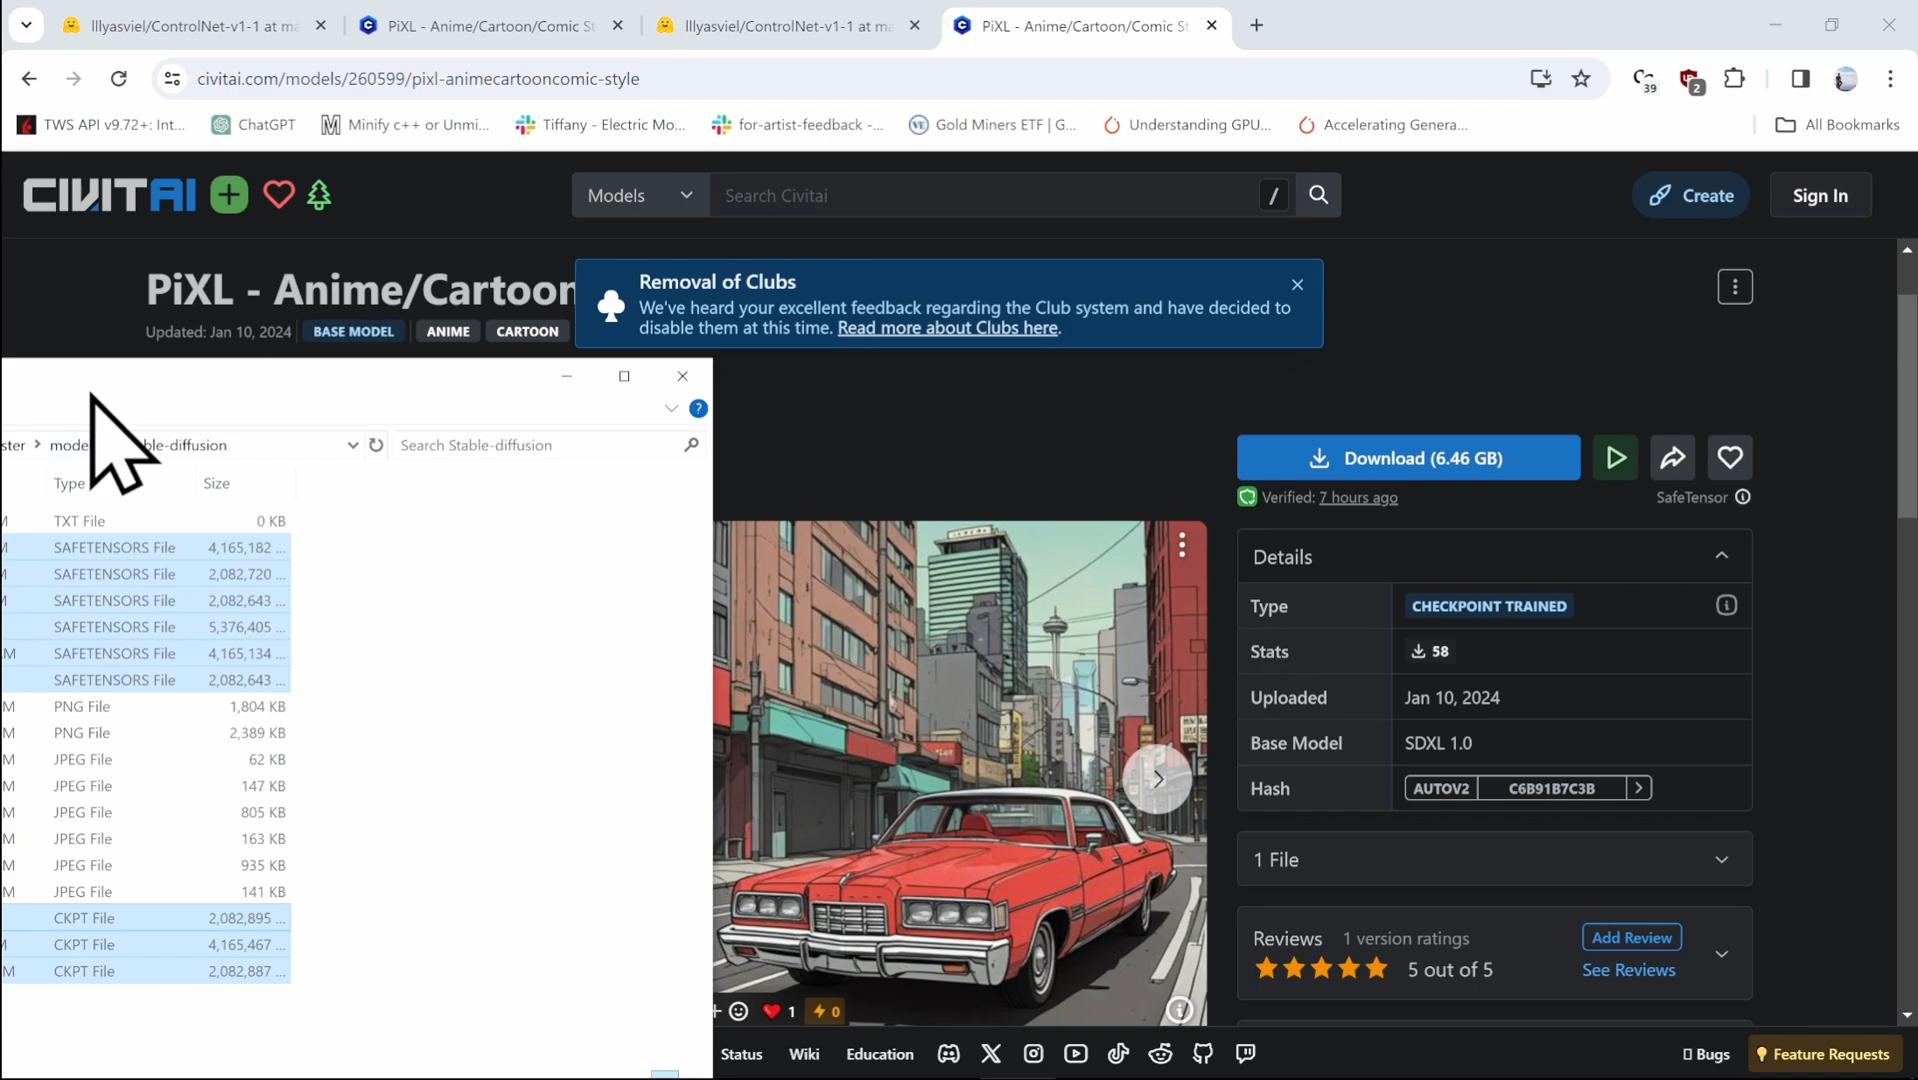 lllyasviel/ControlNet-v1-1 at ma
PiXL - Anime/Cartoon/Comic St
lllyasviel/ControlNet-v1-1 at ma
PiXL - Anime/Cartoon/Comic St
civitai.com/models/260599/pixl-animecartooncomic-style
39
2
TWS API v9.72+: Int...
ChatGPT
Minify c++ or Unmi...
Tiffany - Electric Mo...
for-artist-feedback -...
Gold Miners ETF | G...
Understanding GPU...
Accelerating Genera...
All Bookmarks
CIVITAI
Models
Search Civitai
/
Create
Sign In
PiXL - Anime/Cartoon
Removal of Clubs
We've heard your excellent feedback regarding the Club system and have decided to
disable them at this time. Read more about Clubs here.
Updated: Jan 10, 2024
BASE MODEL
ANIME
CARTOON
ster > mode
ble-diffusion
Search Stable-diffusion
Type
Size
M TXT File 0 KB
M SAFETENSORS File 4,165,182 ...
M SAFETENSORS File 2,082,720 ...
M SAFETENSORS File 2,082,643 ...
M SAFETENSORS File 5,376,405 ...
AM SAFETENSORS File 4,165,134 ...
M SAFETENSORS File 2,082,643 ...
M PNG File 1,804 KB
M PNG File 2,389 KB
M JPEG File 62 KB
M JPEG File 147 KB
M JPEG File 805 KB
M JPEG File 163 KB
M JPEG File 935 KB
M JPEG File 141 KB
CKPT File 2,082,895 ...
M CKPT File 4,165,467 ...
M CKPT File 2,082,887 ...
Download (6.46 GB)
Verified: 7 hours ago
SafeTensor
Details
Type
CHECKPOINT TRAINED
Stats
58
Uploaded
Jan 10, 2024
Base Model
SDXL 1.0
Hash
AUTOV2
C6B91B7C3B
1 File
Reviews
1 version ratings
Add Review
5 out of 5
See Reviews
1
0
Status
Wiki
Education
Bugs
Feature Requests